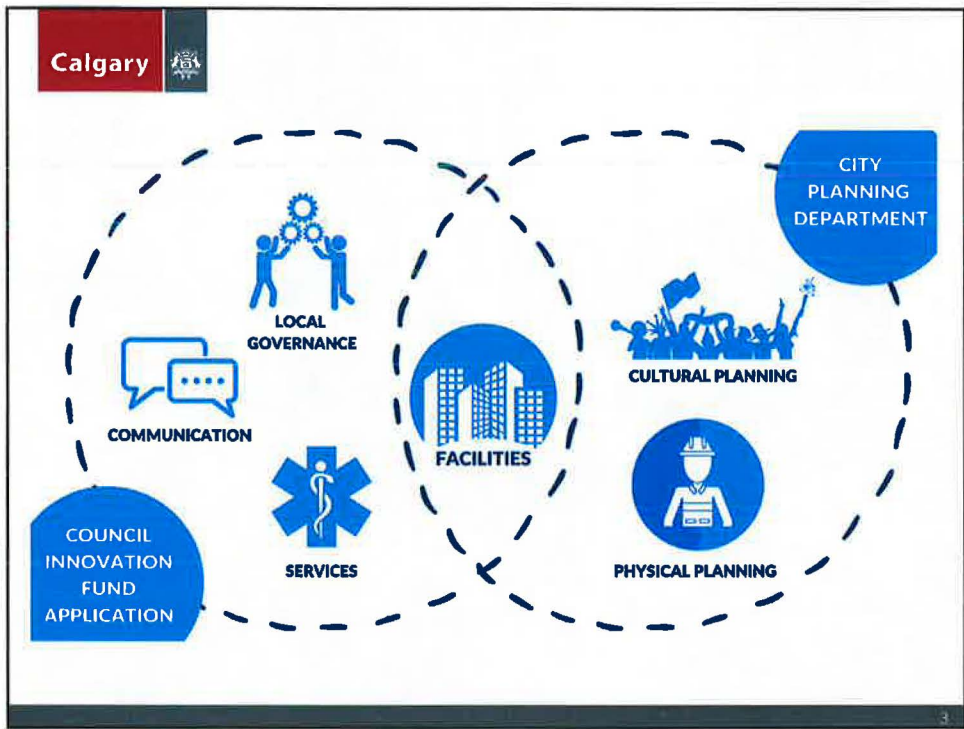 Calgary
CITY
PLANNING
DEPARTMENT
LOCAL
GOVERNANCE
COMMUNICATION
SERVICES
FACILITIES
CULTURAL PLANNING
PHYSICAL PLANNING
COUNCIL
INNOVATION
FUND
APPLICATION
3